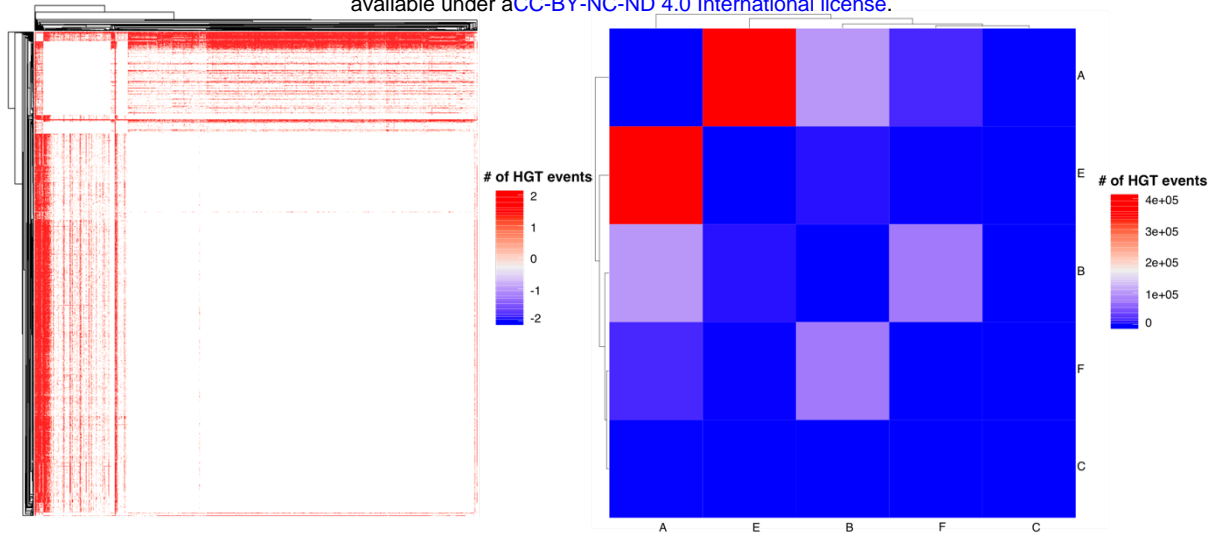 available under aCC-BY-NC-ND 4.0 International license.
# of HGT events
2
1
0
-1
-2
A
E
B
F
C
A E B F C
# of HGT events
4e+05
3e+05
2e+05
1e+05
0